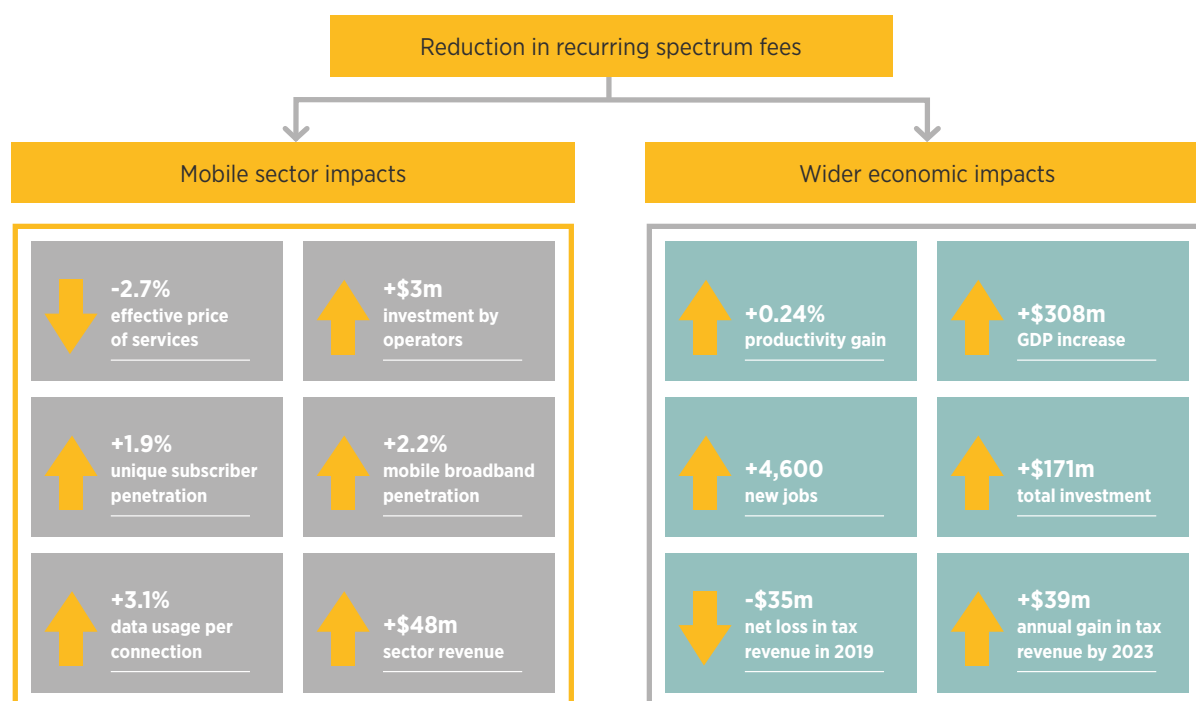 Reduction in recurring spectrum fees
Mobile sector impacts
-2.7%
effective price
of services
+$3m
investment by
operators
+1.9%
unique subscriber
penetration
+2.2%
mobile broadband
penetration
+3.1%
data usage per
connection
+$48m
sector revenue
Wider economic impacts
+0.24%
productivity gain
+$308m
GDP increase
+4,600
new jobs
+$171m
total investment
-$35m
net loss in tax
revenue in 2019
+$39m
annual gain in tax
revenue by 2023